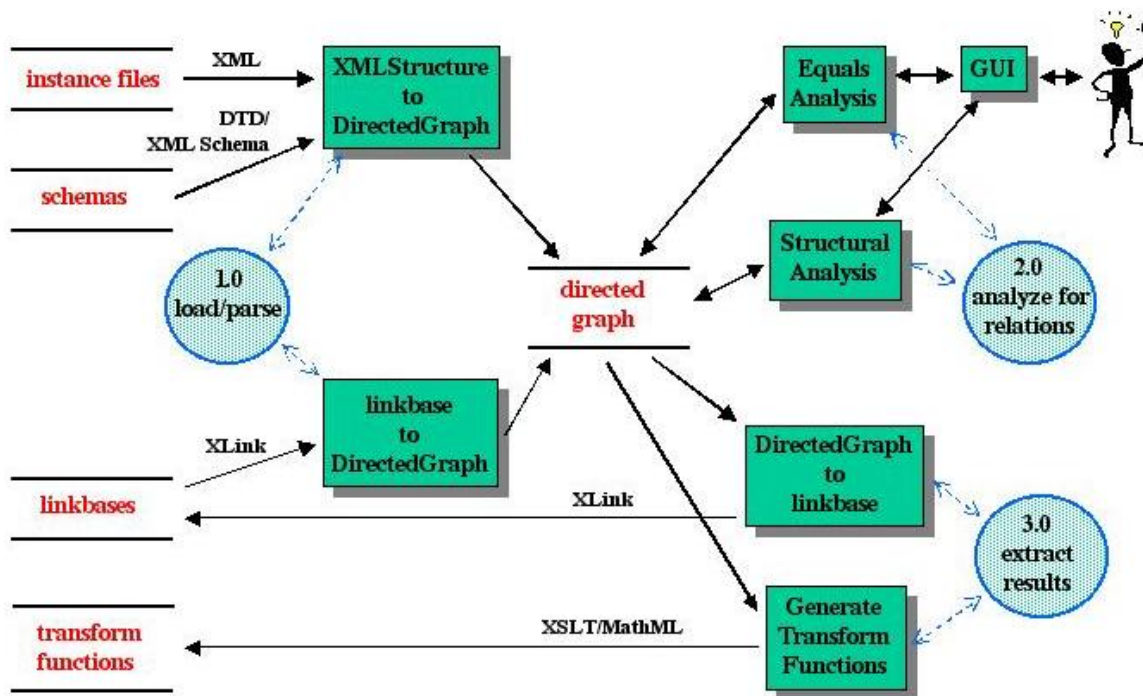 instance files
XML
DTD/
XML Schema
schemas
XMLStructure
to
DirectedGraph
Equals
Analysis
GUI
1.0
load/parse
directed
graph
Structural
Analysis
2.0
analyze for
relations
linkbase
to
DirectedGraph
XLink
linkbases
XLink
DirectedGraph
to
linkbase
3.0
extract
results
transform
functions
XSLT/MathML
Generate
Transform
Functions